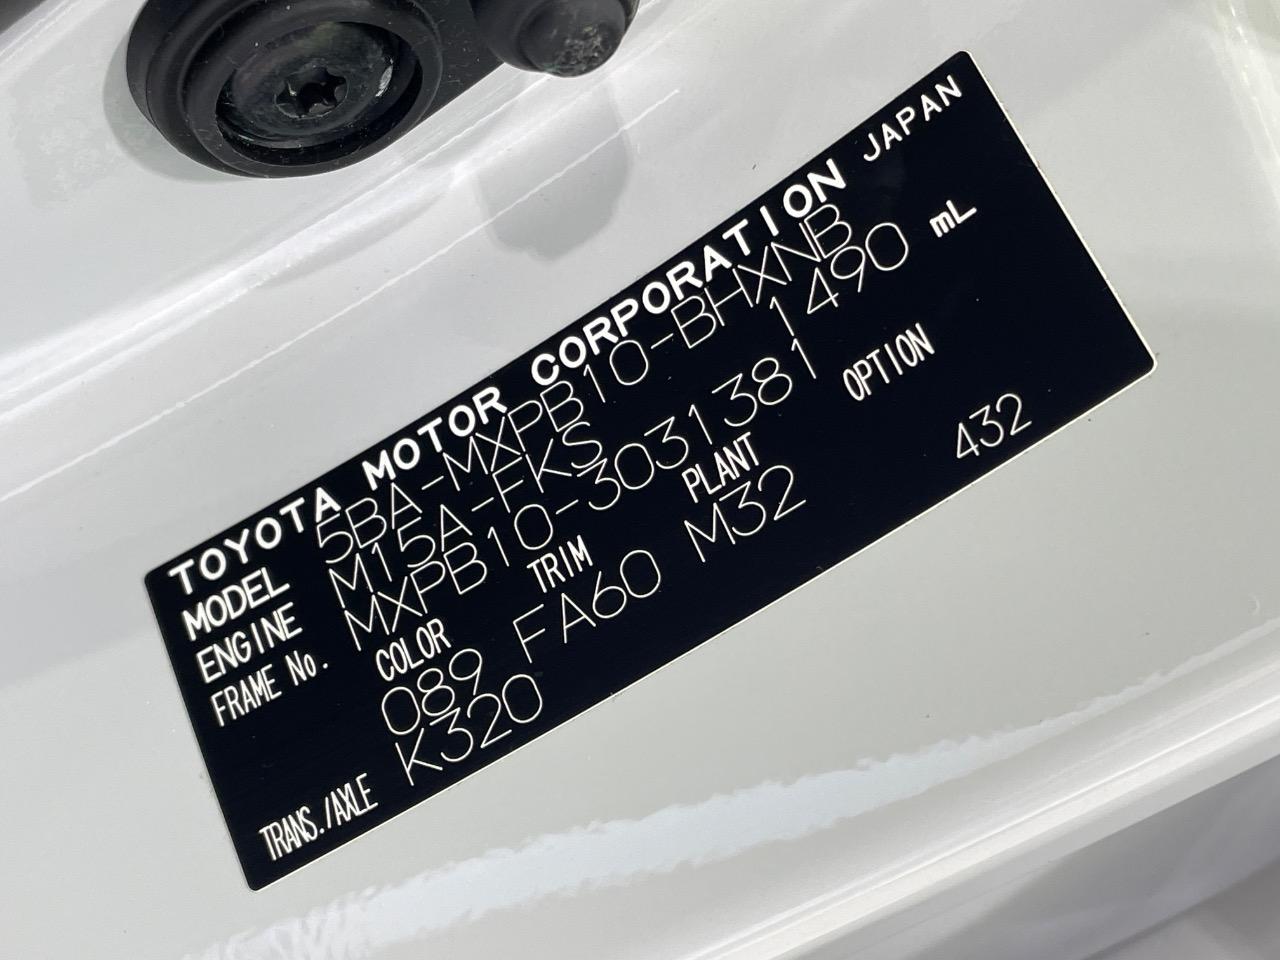 TOYOTA MOTOR CORPORATION JAPAN
MODEL 5BA-MXPB10-BHXNB
ENGINE M15A-FKS 1490 mL
FRAME No. MXPB10-3031381
COLOR TRIM PLANT OPTION
089 FA60 M32 432
TRANS./AXLE K320